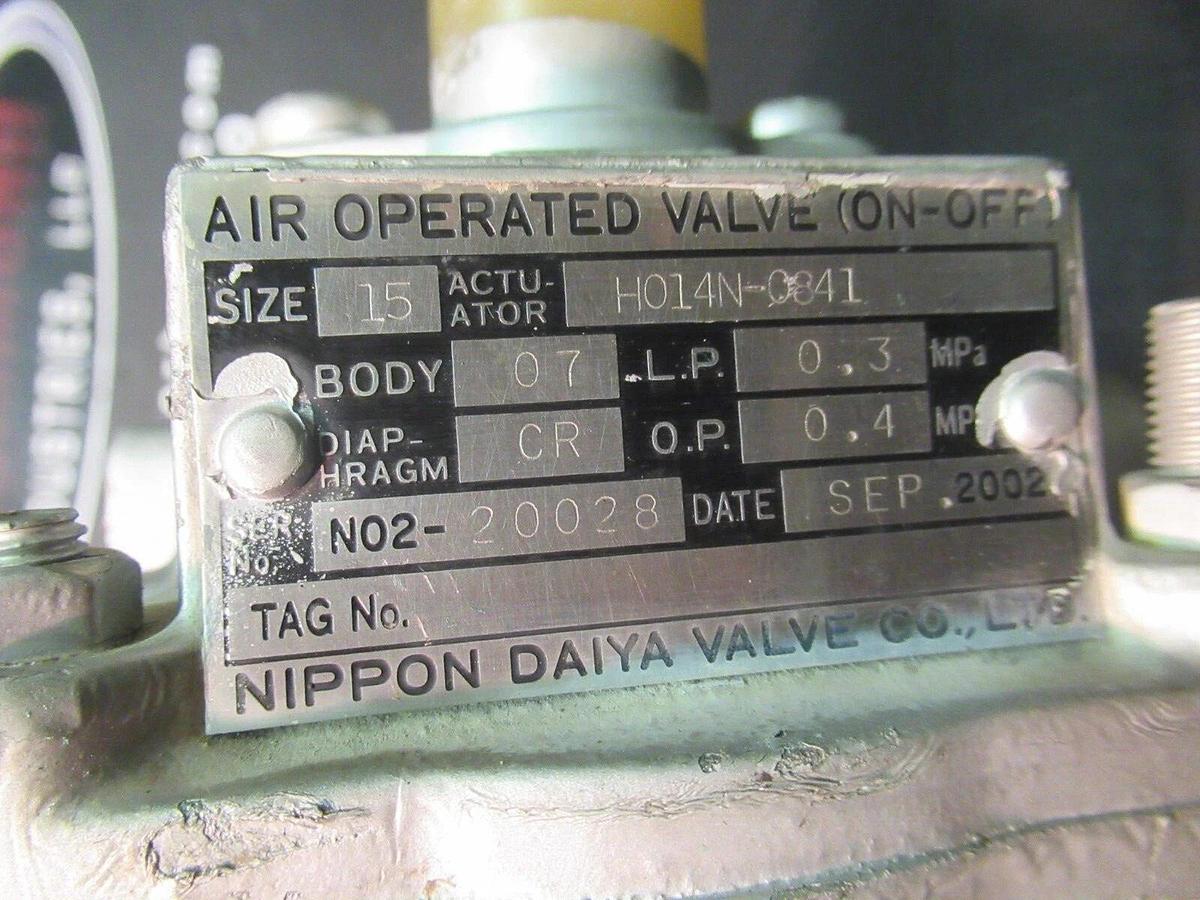 AIR OPERATED VALVE (ON-OFF)
SIZE 15 ACTU-ATOR H014N-0841
BODY 07 L.P. 0.3 MPa
DIAP-HRAGM CR O.P. 0.4 MP
SER. No. N02-20028 DATE SEP.2002
TAG No.
NIPPON DAIYA VALVE CO., LTD.